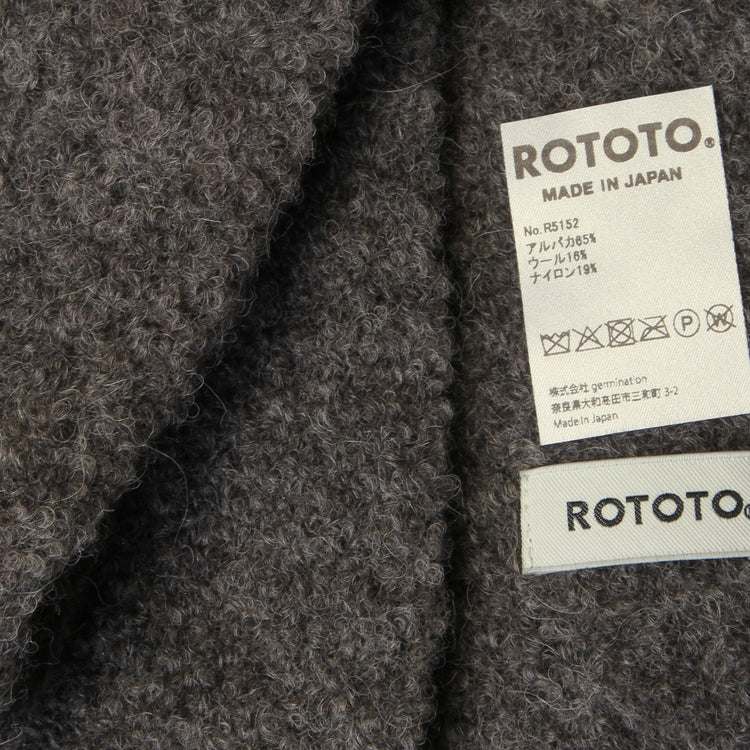 ROTOTO®
MADE IN JAPAN
No.R5152
アルパカ65%
ウール16%
ナイロン19%
P W
株式会社 germination
奈良県大和高田市三和町 3-2
Made in Japan
ROTOTO®